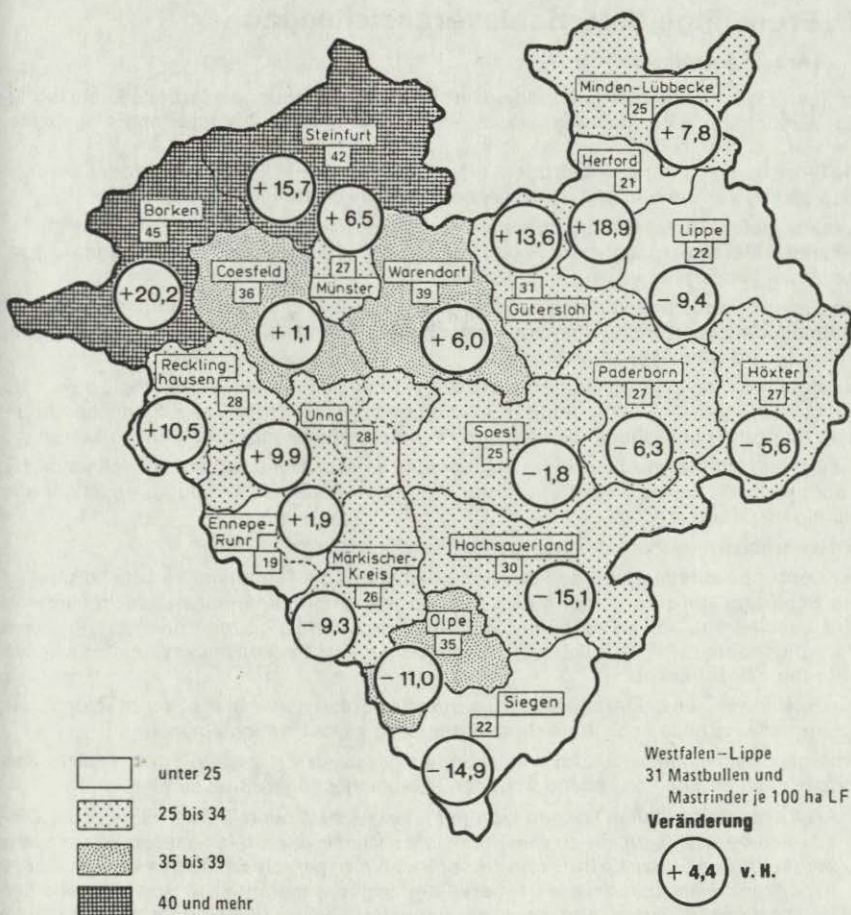 Minden-Lübbecke
25
+ 7,8
Steinfurt
42
+ 15,7
Herford
21
+ 18,9
Borken
45
+20,2
+ 6,5
27
Münster
+ 13,6
31
Gütersloh
Lippe
22
- 9,4
Coesfeld
36
+ 1,1
Warendorf
39
+ 6,0
Reckling-
hausen
28
+ 10,5
Unna
28
+ 9,9
Soest
25
- 1,8
Paderborn
27
- 6,3
Höxter
27
- 5,6
Ennepe-
Ruhr
19
+ 1,9
Märkischer-
Kreis
26
- 9,3
Hochsauerland
30
- 15,1
Olpe
35
- 11,0
Siegen
22
- 14,9
unter 25
25 bis 34
35 bis 39
40 und mehr
Westfalen-Lippe
31 Mastbullen und
Mastrinder je 100 ha LF
Veränderung
+ 4,4 v. H.